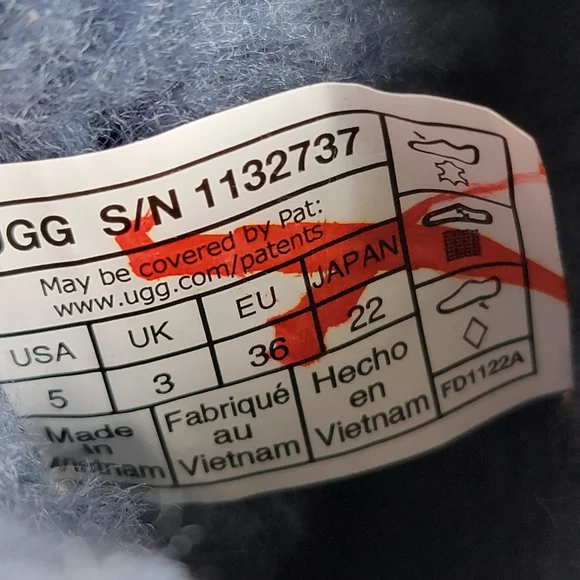 UGG S/N 1132737
May be covered by Pat:
www.ugg.com/patents
USA UK EU JAPAN
5 3 36 22
Made
in
Vietnam
Fabriqué
au
Vietnam
Hecho
en
Vietnam
FD1122A